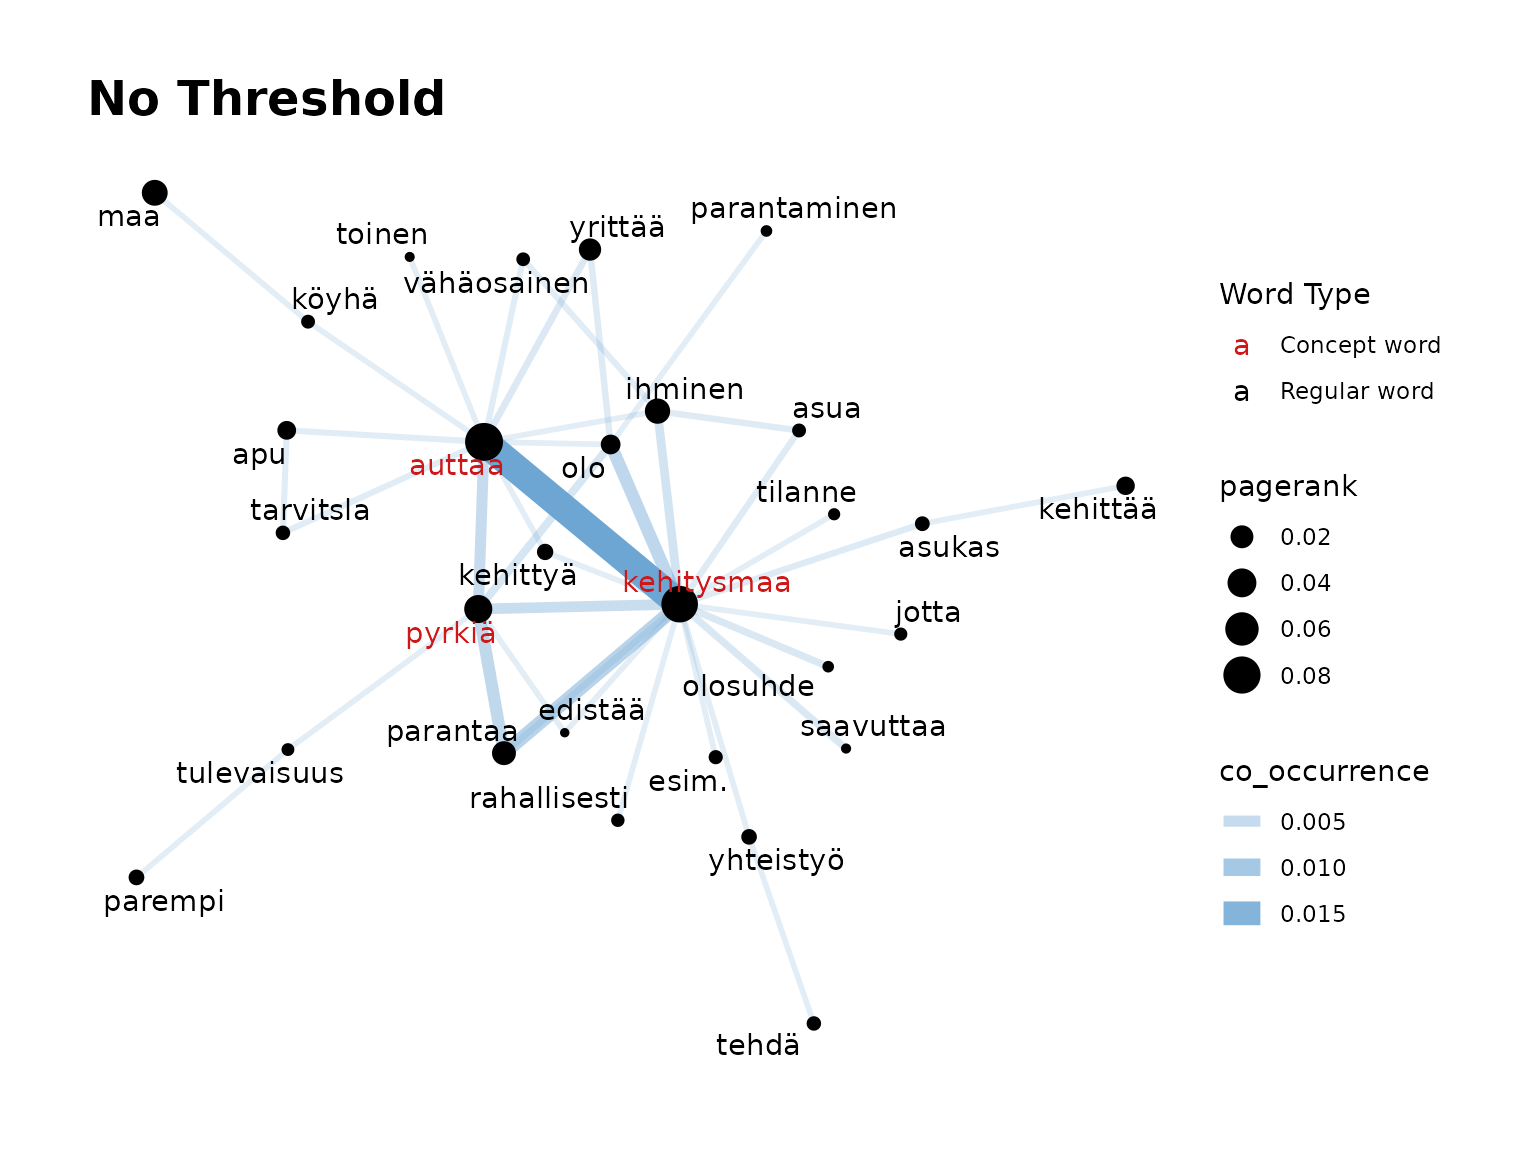 No Threshold
maa
toinen
yrittää
parantaminen
vähäosainen
köyhä
ihminen
asua
apu
auttaa
olo
tilanne
tarvitsla
kehittää
asukas
kehittyä
kehitysmaa
pyrkiä
jotta
olosuhde
edistää
saavuttaa
parantaa
tulevaisuus
esim.
rahallisesti
yhteistyö
parempi
tehdä
Word Type
a Concept word
a Regular word
pagerank
0.02
0.04
0.06
0.08
co_occurrence
0.005
0.010
0.015